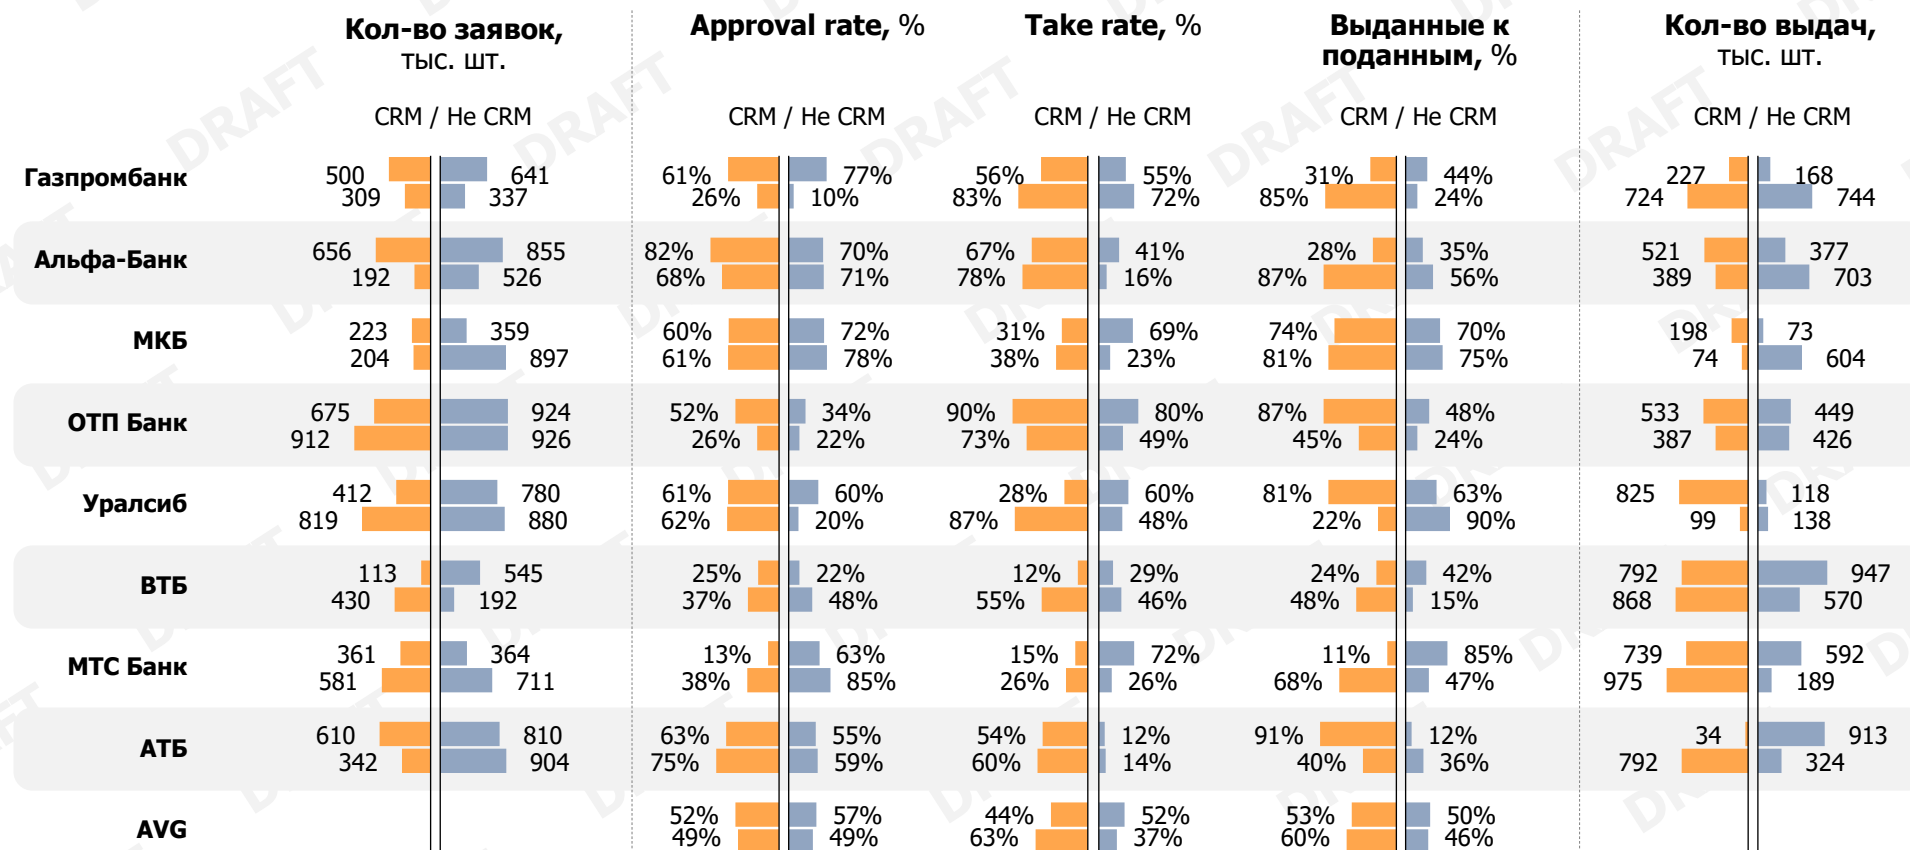 Кол-во заявок, тыс. шт.
Approval rate, %
Take rate, %
Выданные к поданным, %
Кол-во выдач, тыс. шт.
CRM / Не CRM CRM / Не CRM CRM / Не CRM CRM / Не CRM CRM / Не CRM
Газпромбанк 500 641 61% 77% 56% 55% 31% 44% 227 168
309 337 26% 10% 83% 72% 85% 24% 724 744
Альфа-Банк 656 855 82% 70% 67% 41% 28% 35% 521 377
192 526 68% 71% 78% 16% 87% 56% 389 703
МКБ 223 359 60% 72% 31% 69% 74% 70% 198 73
204 897 61% 78% 38% 23% 81% 75% 74 604
ОТП Банк 675 924 52% 34% 90% 80% 87% 48% 533 449
912 926 26% 22% 73% 49% 45% 24% 387 426
Уралсиб 412 780 61% 60% 28% 60% 81% 63% 825 118
819 880 62% 20% 87% 48% 22% 90% 99 138
ВТБ 113 545 25% 22% 12% 29% 24% 42% 792 947
430 192 37% 48% 55% 46% 48% 15% 868 570
МТС Банк 361 364 13% 63% 15% 72% 11% 85% 739 592
581 711 38% 85% 26% 26% 68% 47% 975 189
АТБ 610 810 63% 55% 54% 12% 91% 12% 34 913
342 904 75% 59% 60% 14% 40% 36% 792 324
AVG 52% 57% 44% 52% 53% 50%
49% 49% 63% 37% 60% 46%
DRAFT
DRAFT
DRAFT
DRAFT
DRAFT